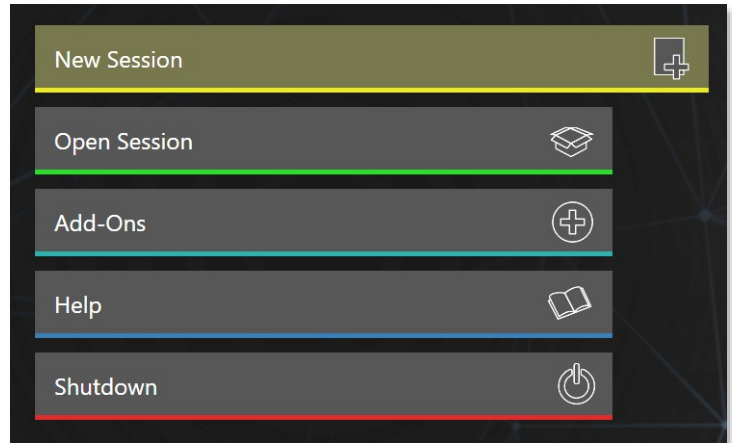 New Session
Open Session
Add-Ons
Help
Shutdown